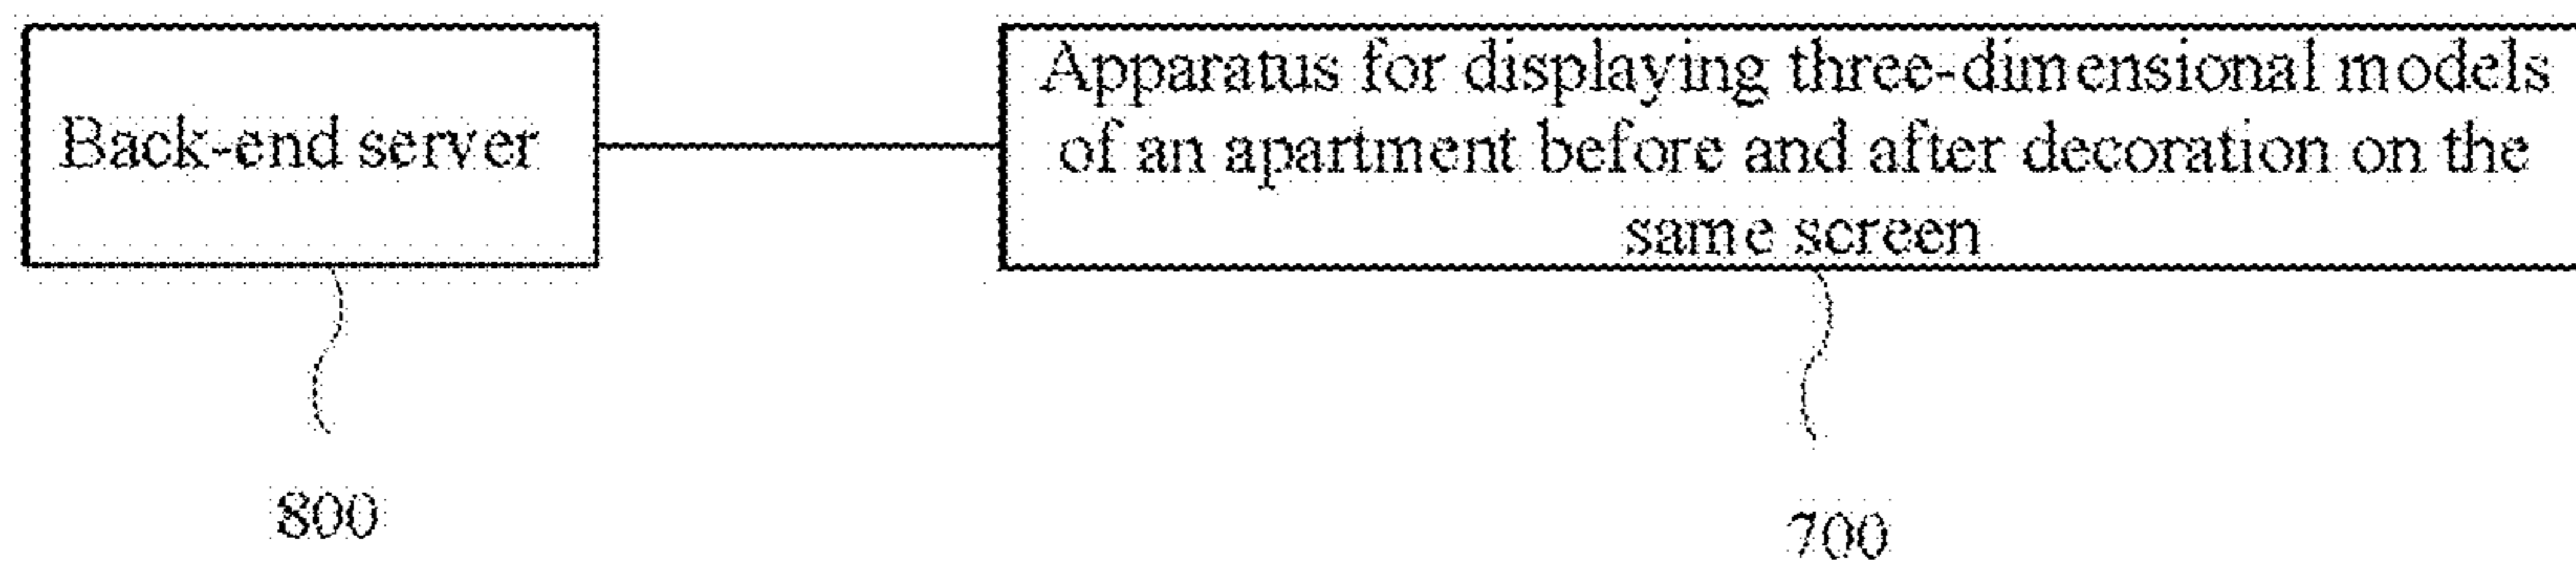 Back-end server
Apparatus for displaying three-dimensional models
of an apartment before and after decoration on the
same screen
800
700